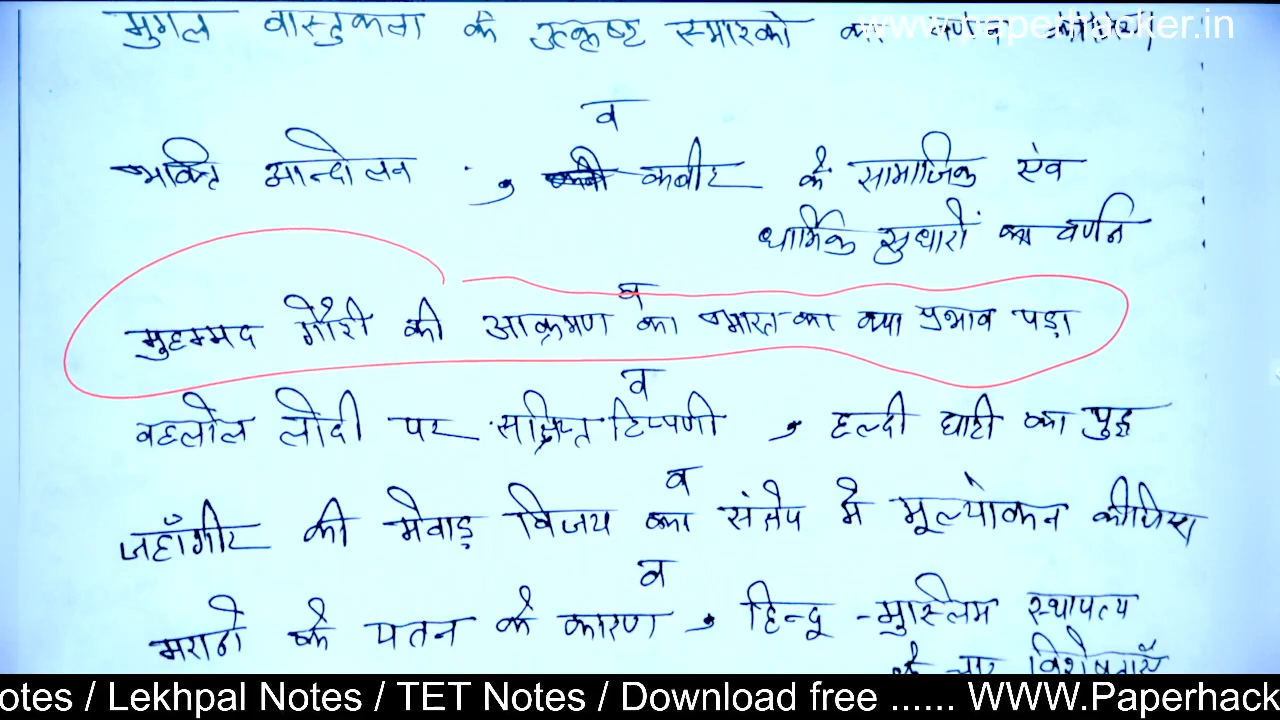 www.paperhacker.in
मुगल वास्तुकला के उत्कृष्ट स्मारको का
व
भक्ति आन्दोलन , कबीर के सामाजिक एंव
धार्मिक सुधारों का वर्णन
व
मुहम्मद गौरी की आक्रमण का भारत का क्या प्रभाव पड़ा
व
वहलोल लोदी पर संक्षिप्त टिप्पणी , हल्दी घाटी का युद्ध
व
जहाँगीर की मेवाड़ विजय का संक्षेप मे मूल्यांकन कीजिए
व
मराठो के पतन के कारण , हिन्दू - मुस्लिम स्थापत्य
की चार विशेषताएँ
otes / Lekhpal Notes / TET Notes / Download free ...... WWW.Paperhack